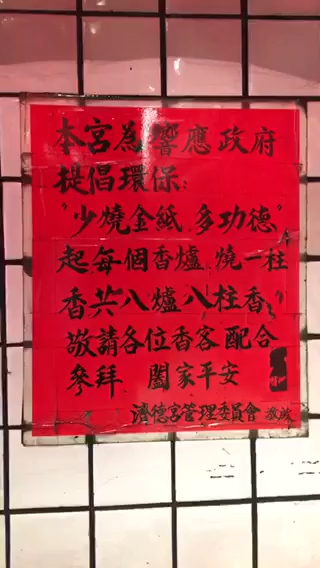 本宮為響應政府
提倡環保：
"少燒金紙.多功德"
起每個香爐.燒一柱
香共八爐八柱香"
敬請各位香客配合
參拜 闔家平安
濟德宮管理委員會 敬啟